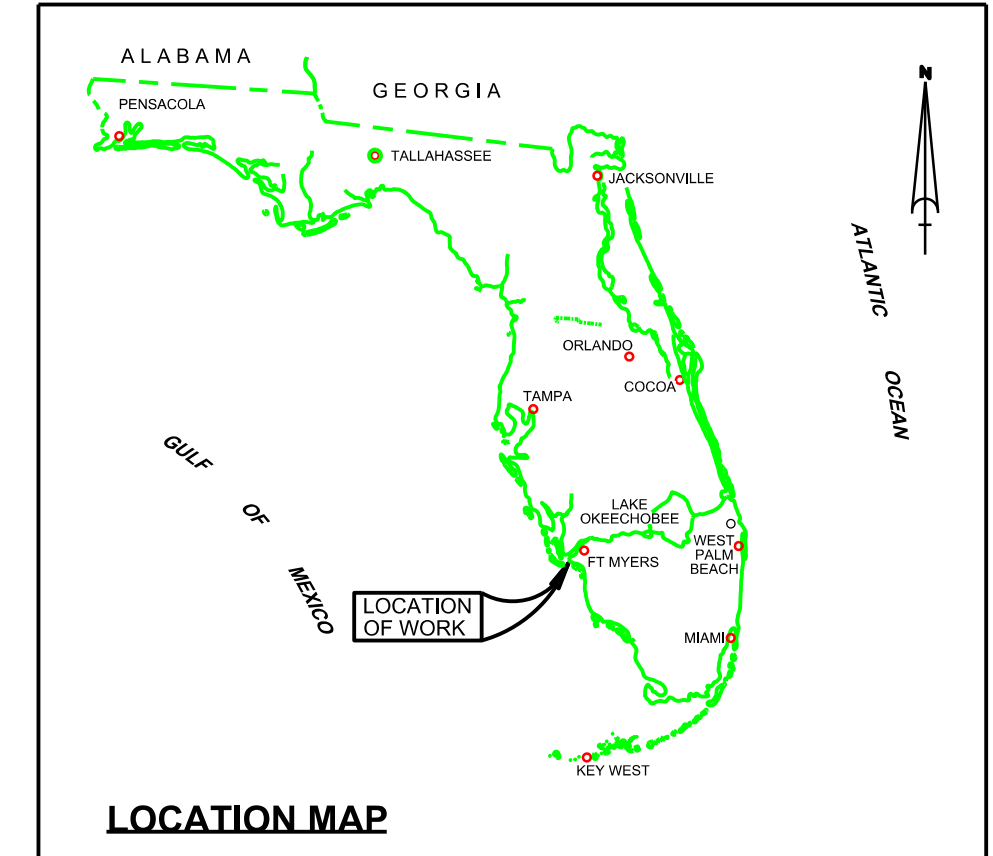 ALABAMA
N
GEORGIA
PENSACOLA
TALLAHASSEE
JACKSONVILLE
ATLANTIC
OCEAN
ORLANDO
COCOA
TAMPA
GULF
OF
MEXICO
LAKE
OKEECHOBEE
WEST
PALM
BEACH
FT MYERS
LOCATION
OF WORK
MIAMI
KEY WEST
LOCATION MAP